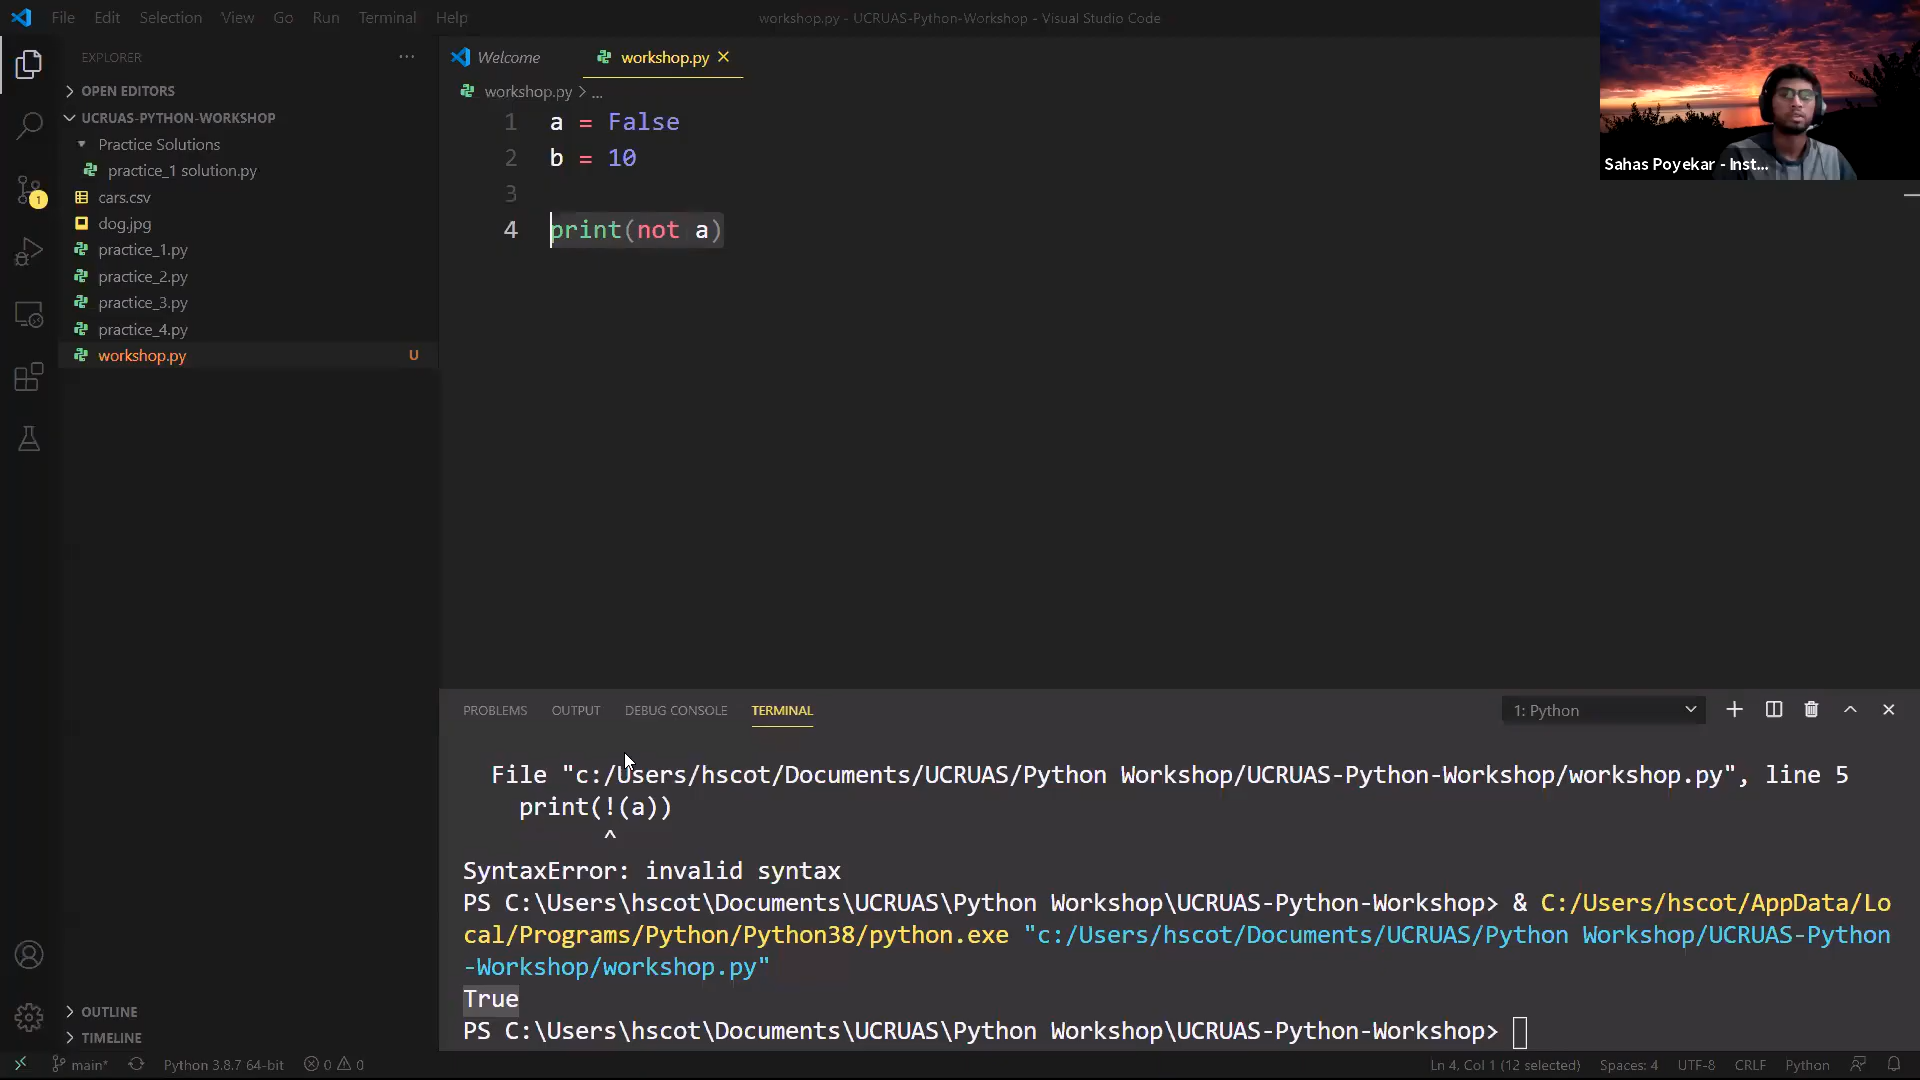 File Edit Selection View Go Run Terminal Help
workshop.py - UCRUAS-Python-Workshop - Visual Studio Code
EXPLORER ...
OPEN EDITORS
UCRUAS-PYTHON-WORKSHOP
Practice Solutions
practice_1 solution.py
cars.csv
dog.jpg
practice_1.py
practice_2.py
practice_3.py
practice_4.py
workshop.py U
1
OUTLINE
TIMELINE
Welcome workshop.py
workshop.py > ...
1 a = False
2 b = 10
3
4 print(not a)
Sahas Poyekar - Inst...
PROBLEMS OUTPUT DEBUG CONSOLE TERMINAL 1: Python
File "c:/Users/hscot/Documents/UCRUAS/Python Workshop/UCRUAS-Python-Workshop/workshop.py", line 5
print(!(a))
^
SyntaxError: invalid syntax
PS C:\Users\hscot\Documents\UCRUAS\Python Workshop\UCRUAS-Python-Workshop> & C:/Users/hscot/AppData/Lo
cal/Programs/Python/Python38/python.exe "c:/Users/hscot/Documents/UCRUAS/Python Workshop/UCRUAS-Python
-Workshop/workshop.py"
True
PS C:\Users\hscot\Documents\UCRUAS\Python Workshop\UCRUAS-Python-Workshop>
main* Python 3.8.7 64-bit 0 0 Ln 4, Col 1 (12 selected) Spaces: 4 UTF-8 CRLF Python